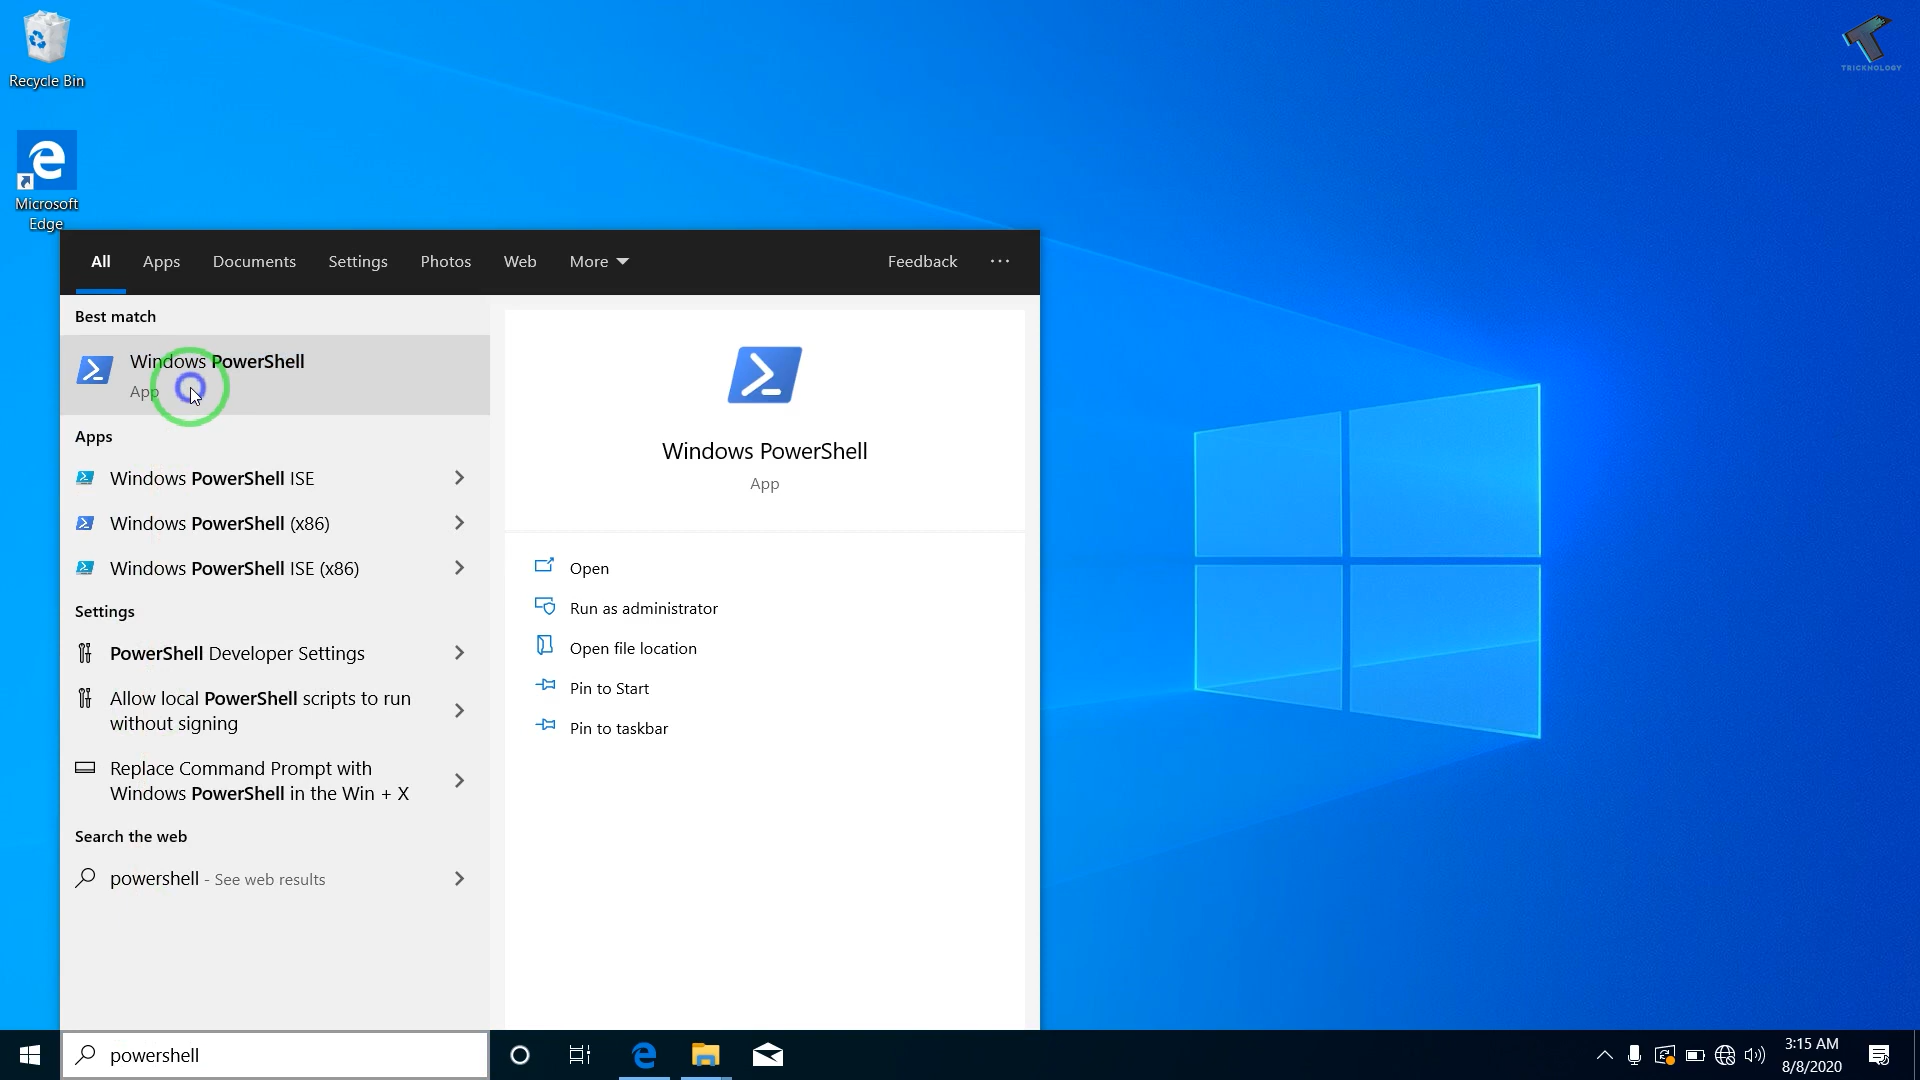 Recycle Bin
TRICKNOLOGY
Microsoft
Edge
All Apps Documents Settings Photos Web More Feedback ...
Best match
Windows PowerShell
App
Apps
Windows PowerShell ISE
Windows PowerShell (x86)
Windows PowerShell ISE (x86)
Settings
PowerShell Developer Settings
Allow local PowerShell scripts to run
without signing
Replace Command Prompt with
Windows PowerShell in the Win + X
Search the web
powershell - See web results
Windows PowerShell
App
Open
Run as administrator
Open file location
Pin to Start
Pin to taskbar
powershell
3:15 AM
8/8/2020